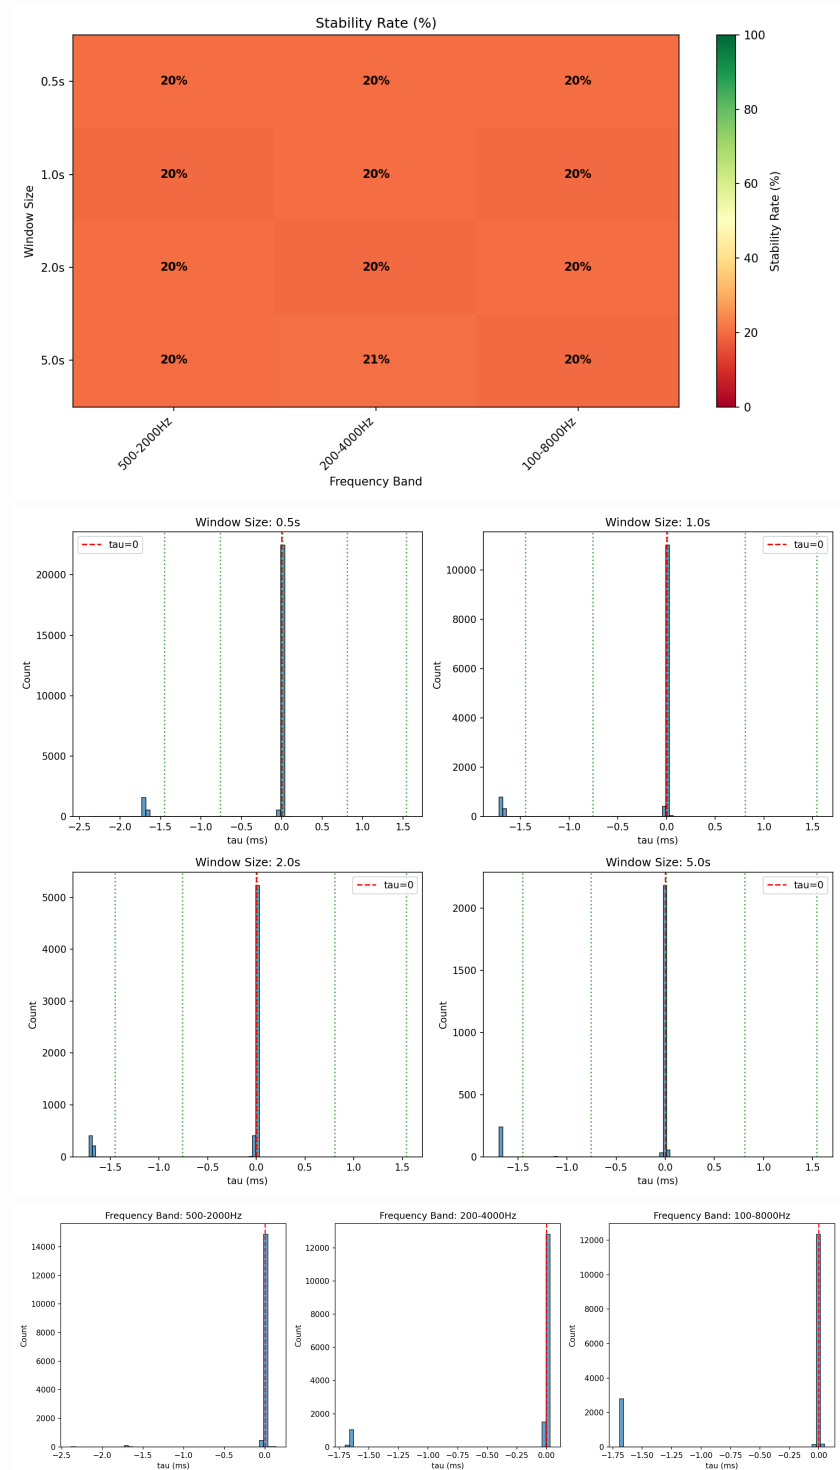 Stability Rate (%)
0.5s
20%
20%
20%
1.0s
20%
20%
20%
2.0s
20%
20%
20%
5.0s
20%
21%
20%
Window Size
500-2000Hz
200-4000Hz
100-8000Hz
Frequency Band
100
80
60
40
20
0
Stability Rate (%)
Window Size: 0.5s
tau=0
20000
15000
10000
5000
0
Count
−2.5 −2.0 −1.5 −1.0 −0.5 0.0 0.5 1.0 1.5
tau (ms)
Window Size: 1.0s
tau=0
10000
8000
6000
4000
2000
0
Count
−1.5 −1.0 −0.5 0.0 0.5 1.0 1.5
tau (ms)
Window Size: 2.0s
tau=0
5000
4000
3000
2000
1000
0
Count
−1.5 −1.0 −0.5 0.0 0.5 1.0 1.5
tau (ms)
Window Size: 5.0s
tau=0
2000
1500
1000
500
0
Count
−1.5 −1.0 −0.5 0.0 0.5 1.0 1.5
tau (ms)
Frequency Band: 500-2000Hz
14000
12000
10000
8000
6000
4000
2000
0
Count
−2.5 −2.0 −1.5 −1.0 −0.5 0.0
tau (ms)
Frequency Band: 200-4000Hz
12000
10000
8000
6000
4000
2000
0
Count
−1.75 −1.50 −1.25 −1.00 −0.75 −0.50 −0.25 0.00
tau (ms)
Frequency Band: 100-8000Hz
12000
10000
8000
6000
4000
2000
0
Count
−1.75 −1.50 −1.25 −1.00 −0.75 −0.50 −0.25 0.00
tau (ms)